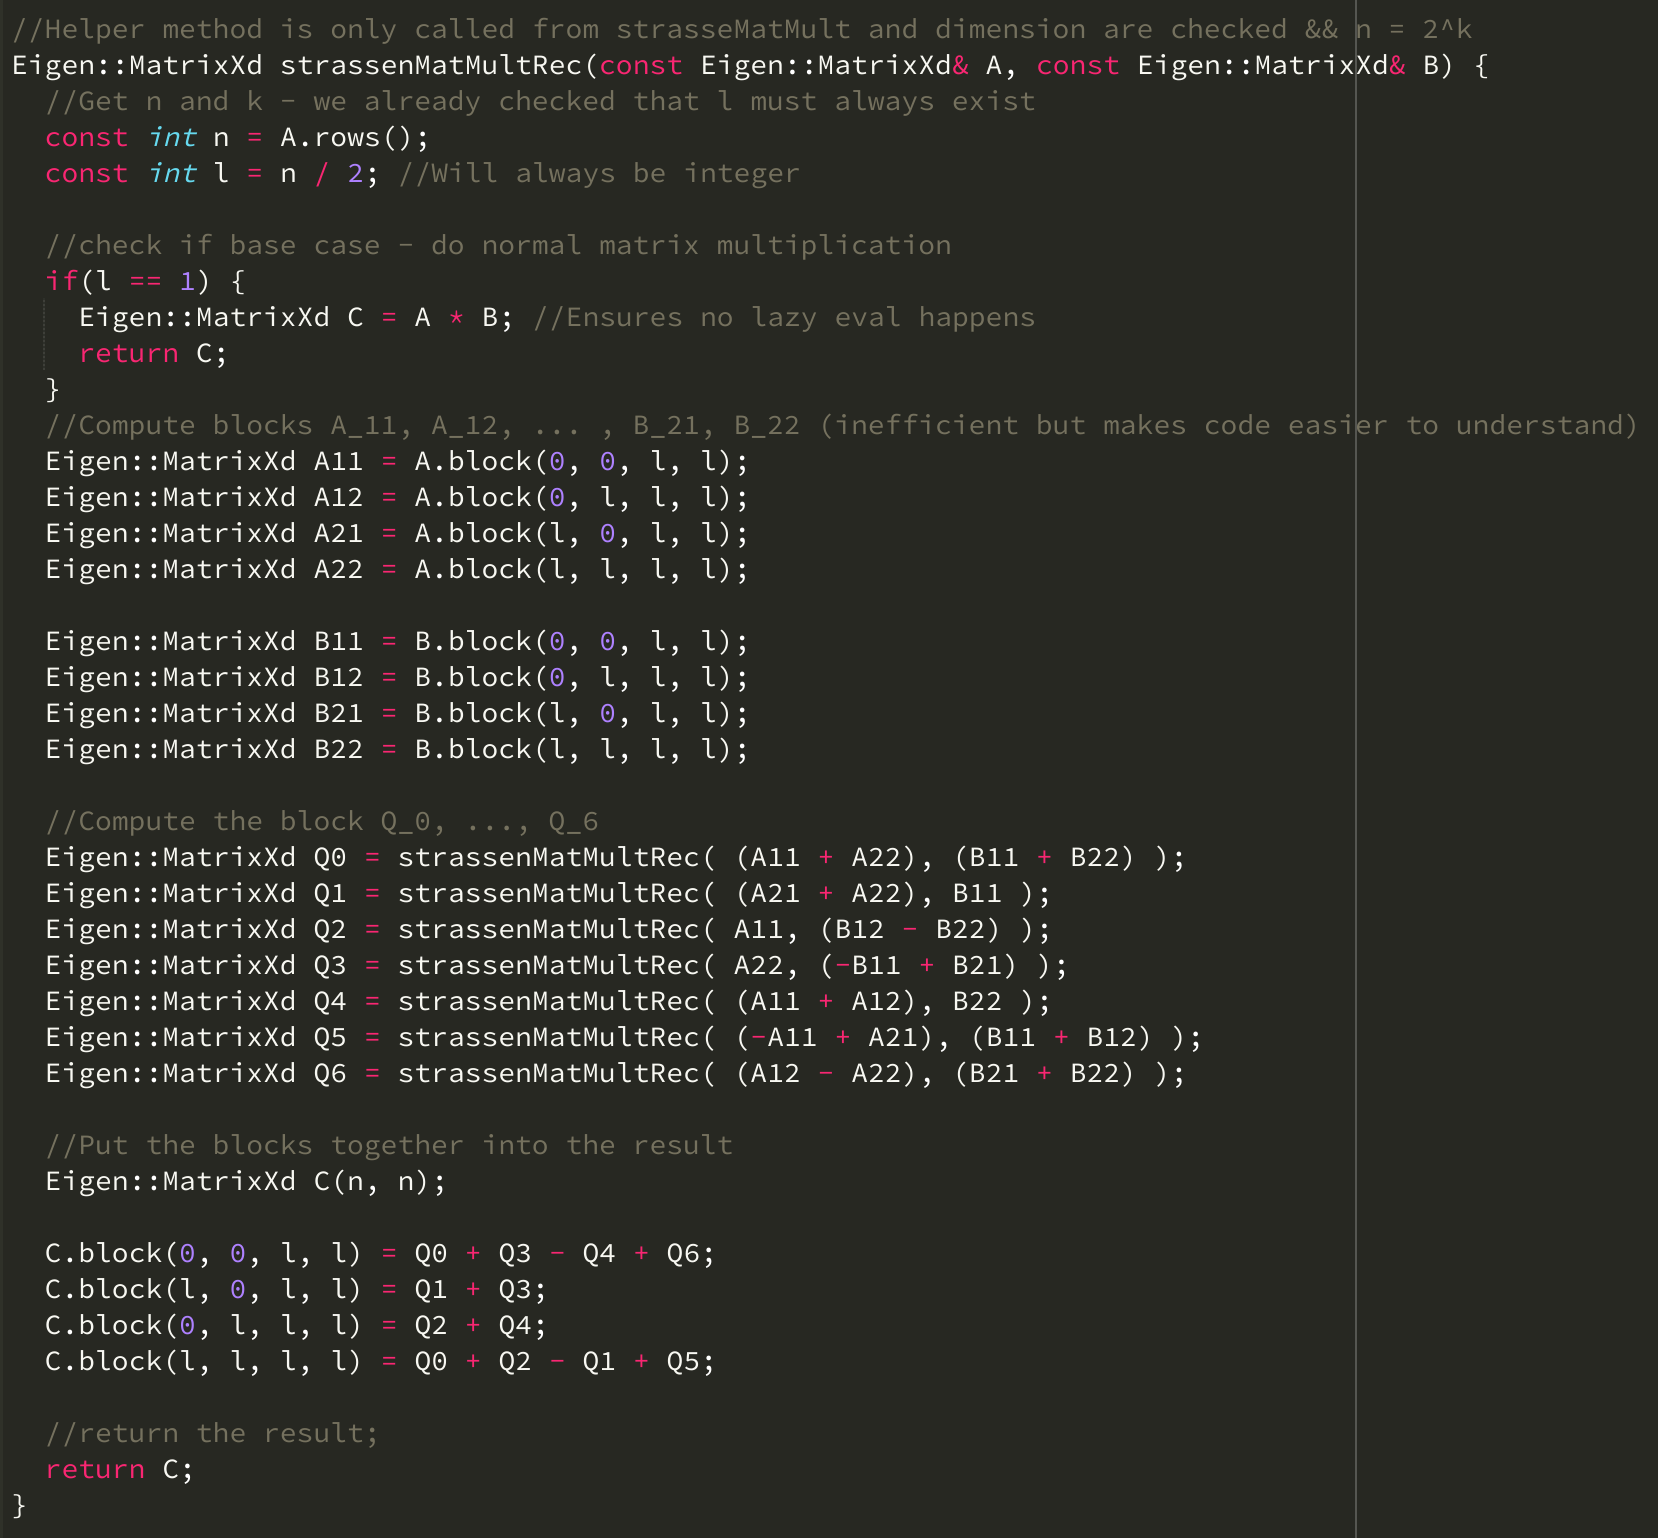 //Helper method is only called from strasseMatMult and dimension are checked && n = 2^k
Eigen::MatrixXd strassenMatMultRec(const Eigen::MatrixXd& A, const Eigen::MatrixXd& B) {
  //Get n and k - we already checked that l must always exist
  const int n = A.rows();
  const int l = n / 2; //Will always be integer

  //check if base case - do normal matrix multiplication
  if(l == 1) {
    Eigen::MatrixXd C = A * B; //Ensures no lazy eval happens
    return C;
  }
  //Compute blocks A_11, A_12, ... , B_21, B_22 (inefficient but makes code easier to understand)
  Eigen::MatrixXd A11 = A.block(0, 0, l, l);
  Eigen::MatrixXd A12 = A.block(0, l, l, l);
  Eigen::MatrixXd A21 = A.block(l, 0, l, l);
  Eigen::MatrixXd A22 = A.block(l, l, l, l);

  Eigen::MatrixXd B11 = B.block(0, 0, l, l);
  Eigen::MatrixXd B12 = B.block(0, l, l, l);
  Eigen::MatrixXd B21 = B.block(l, 0, l, l);
  Eigen::MatrixXd B22 = B.block(l, l, l, l);

  //Compute the block Q_0, ..., Q_6
  Eigen::MatrixXd Q0 = strassenMatMultRec( (A11 + A22), (B11 + B22) );
  Eigen::MatrixXd Q1 = strassenMatMultRec( (A21 + A22), B11 );
  Eigen::MatrixXd Q2 = strassenMatMultRec( A11, (B12 - B22) );
  Eigen::MatrixXd Q3 = strassenMatMultRec( A22, (-B11 + B21) );
  Eigen::MatrixXd Q4 = strassenMatMultRec( (A11 + A12), B22 );
  Eigen::MatrixXd Q5 = strassenMatMultRec( (-A11 + A21), (B11 + B12) );
  Eigen::MatrixXd Q6 = strassenMatMultRec( (A12 - A22), (B21 + B22) );

  //Put the blocks together into the result
  Eigen::MatrixXd C(n, n);

  C.block(0, 0, l, l) = Q0 + Q3 - Q4 + Q6;
  C.block(l, 0, l, l) = Q1 + Q3;
  C.block(0, l, l, l) = Q2 + Q4;
  C.block(l, l, l, l) = Q0 + Q2 - Q1 + Q5;

  //return the result;
  return C;
}